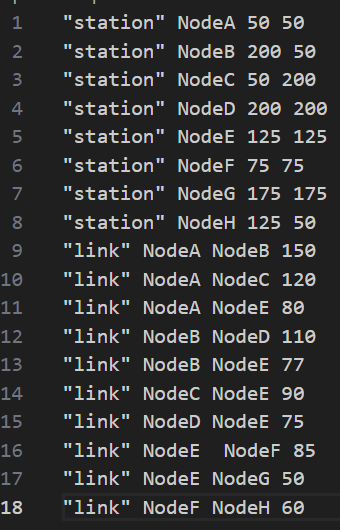 1 "station" NodeA 50 50
2 "station" NodeB 200 50
3 "station" NodeC 50 200
4 "station" NodeD 200 200
5 "station" NodeE 125 125
6 "station" NodeF 75 75
7 "station" NodeG 175 175
8 "station" NodeH 125 50
9 "link" NodeA NodeB 150
10 "link" NodeA NodeC 120
11 "link" NodeA NodeE 80
12 "link" NodeB NodeD 110
13 "link" NodeB NodeE 77
14 "link" NodeC NodeE 90
15 "link" NodeD NodeE 75
16 "link" NodeE  NodeF 85
17 "link" NodeE NodeG 50
18 "link" NodeF NodeH 60